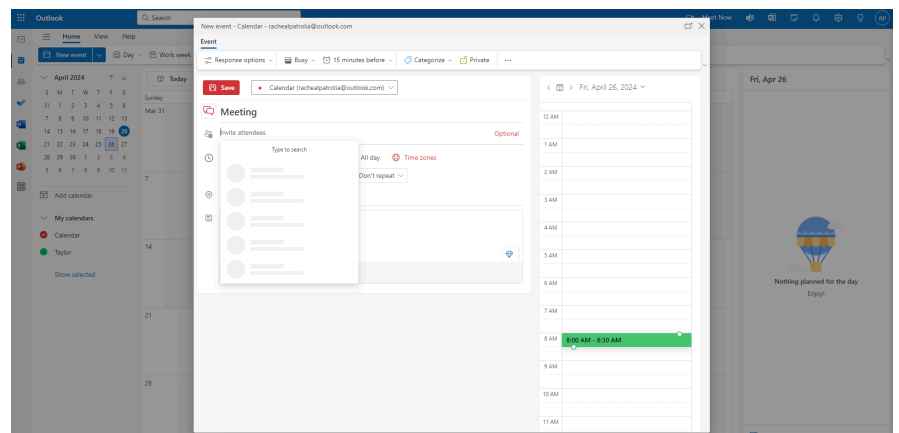 Outlook
Search
Meet Now
RP
New event - Calendar - rachealpatrolia@outlook.com
Home View Help
Event
New event
Day
Work week
Response options
Busy
15 minutes before
Categorize
Private
...
April 2024
Today
Save
Calendar (rachealpatrolia@outlook.com)
Fri, April 26, 2024
Fri, Apr 26
S M T W T F S
31 1 2 3 4 5 6
7 8 9 10 11 12 13
14 15 16 17 18 19 20
21 22 23 24 25 26 27
28 29 30 1 2 3 4
5 6 7 8 9 10 11
Add calendar
My calendars
Calendar
Taylor
Show selected
Sunday
Mar 31
7
14
21
28
Meeting
Invite attendees
Optional
Type to search
All day
Time zones
Don't repeat
12 AM
1 AM
2 AM
3 AM
4 AM
5 AM
6 AM
7 AM
8 AM
8:00 AM - 8:30 AM
9 AM
10 AM
11 AM
Nothing planned for the day
Enjoy!